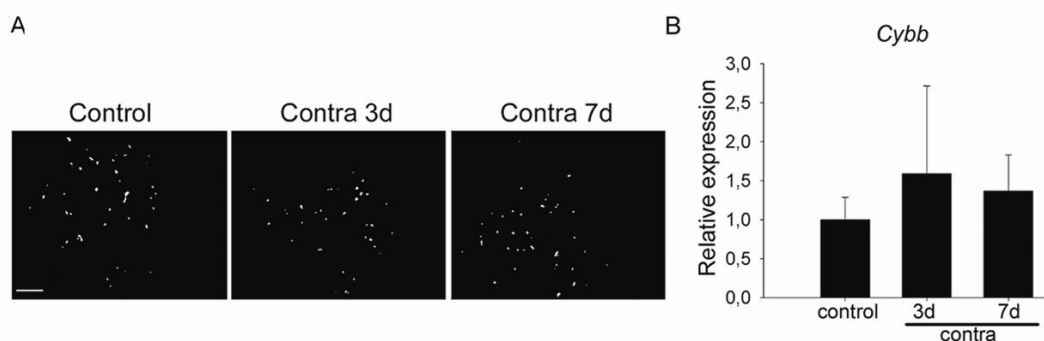 A
Control
Contra 3d
Contra 7d
B
Cybb
Relative expression
3,0
2,5
2,0
1,5
1,0
0,5
0,0
control
3d
7d
contra